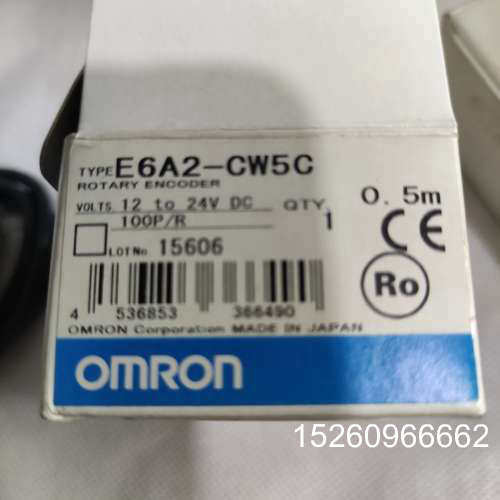 TYPE E6A2-CW5C
ROTARY ENCODER
VOLTS 12 to 24V DC QTY 0.5m
100P/R 1
LOT No 15606 CE
4 536853 366490 Ro
OMRON Corporation MADE IN JAPAN
OMRON
15260966662